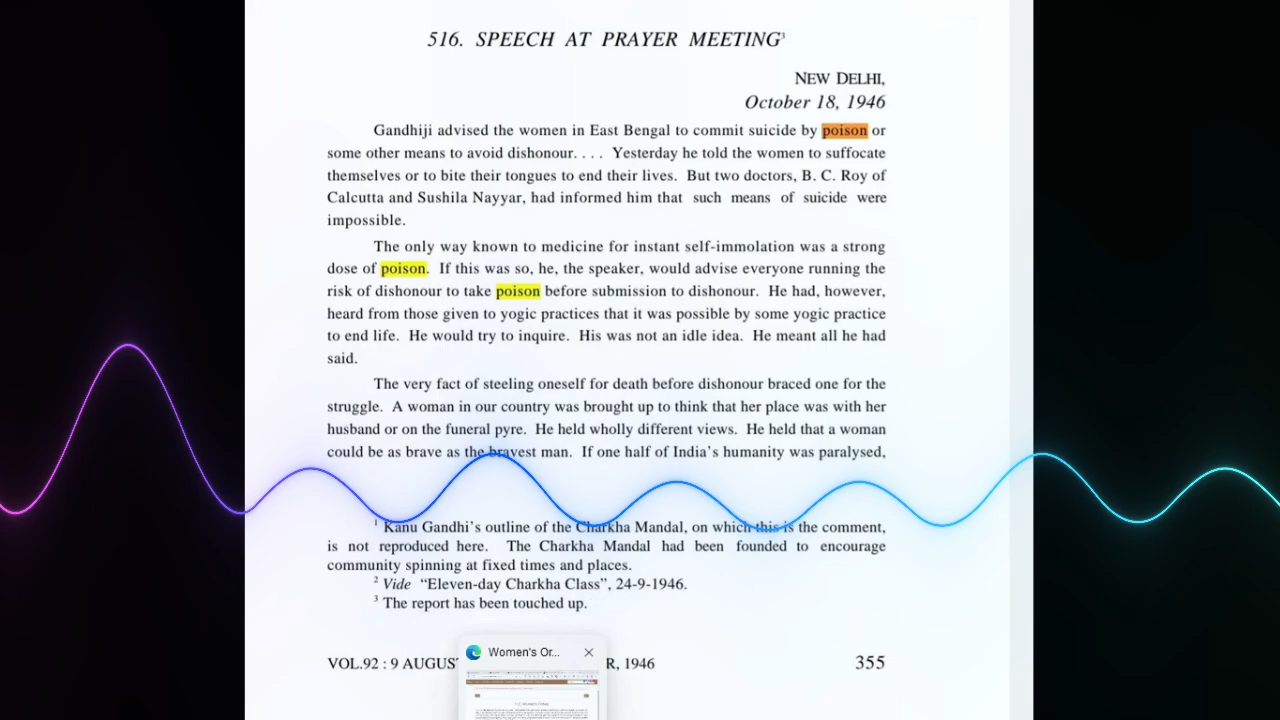 516. SPEECH AT PRAYER MEETING³
NEW DELHI,
October 18, 1946
Gandhiji advised the women in East Bengal to commit suicide by poison or
some other means to avoid dishonour. . . . Yesterday he told the women to suffocate
themselves or to bite their tongues to end their lives. But two doctors, B. C. Roy of
Calcutta and Sushila Nayyar, had informed him that such means of suicide were
impossible.
The only way known to medicine for instant self-immolation was a strong
dose of poison. If this was so, he, the speaker, would advise everyone running the
risk of dishonour to take poison before submission to dishonour. He had, however,
heard from those given to yogic practices that it was possible by some yogic practice
to end life. He would try to inquire. His was not an idle idea. He meant all he had
said.
The very fact of steeling oneself for death before dishonour braced one for the
struggle. A woman in our country was brought up to think that her place was with her
husband or on the funeral pyre. He held wholly different views. He held that a woman
could be as brave as the bravest man. If one half of India's humanity was paralysed,
¹ Kanu Gandhi's outline of the Charkha Mandal, on which this is the comment,
is not reproduced here. The Charkha Mandal had been founded to encourage
community spinning at fixed times and places.
² Vide "Eleven-day Charkha Class", 24-9-1946.
³ The report has been touched up.
Women's Or...
VOL.92 : 9 AUGUS R, 1946 355